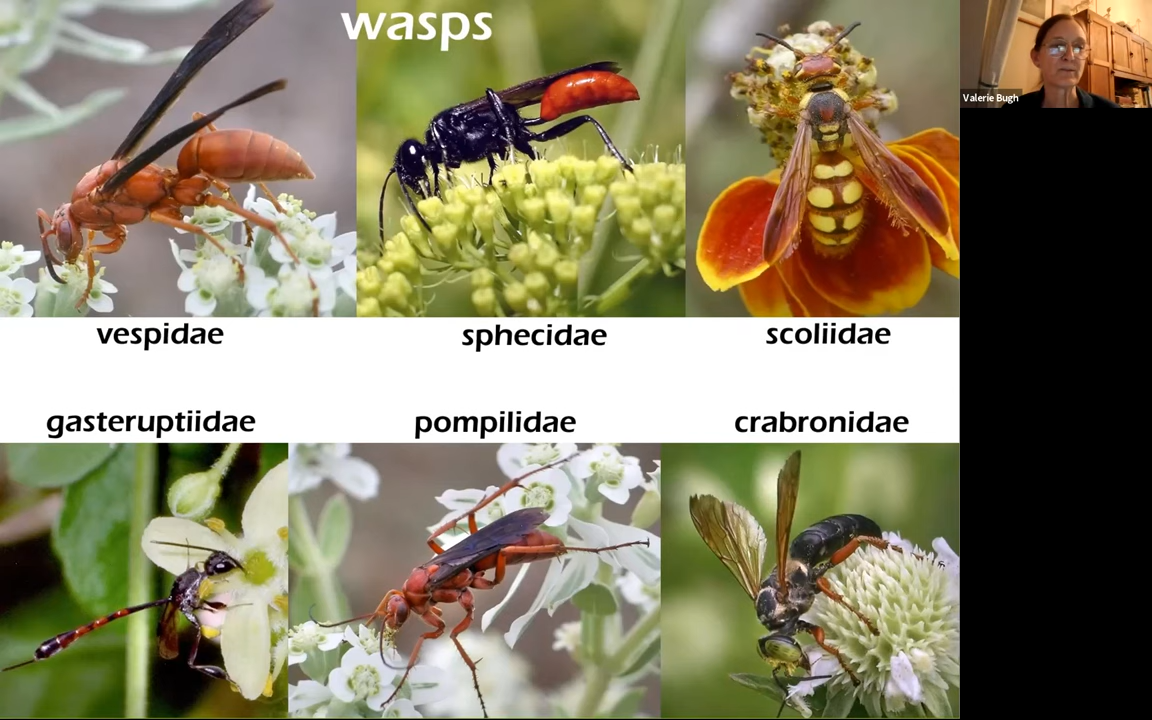 wasps
Valerie Bugh
vespidae
sphecidae
scoliidae
gasteruptiidae
pompilidae
crabronidae